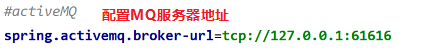 #activeMQ 配置MQ服务器地址
spring.activemq.broker-url=tcp://127.0.0.1:61616